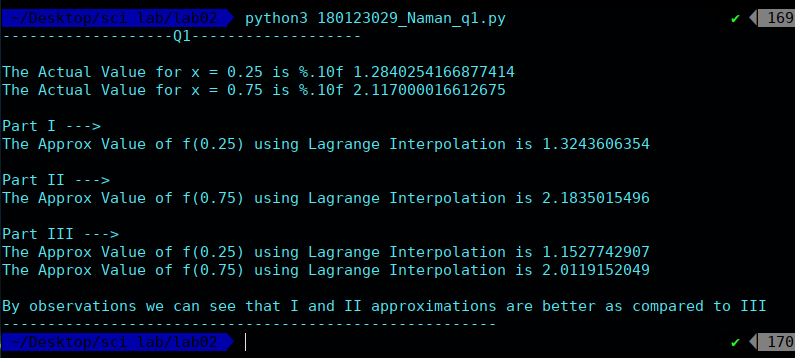 ~/Desktop/sci lab/lab02 python3 180123029_Naman_q1.py ✔ 169
-------------------Q1-------------------
The Actual Value for x = 0.25 is %.10f 1.2840254166877414
The Actual Value for x = 0.75 is %.10f 2.117000016612675
Part I --->
The Approx Value of f(0.25) using Lagrange Interpolation is 1.3243606354
Part II --->
The Approx Value of f(0.75) using Lagrange Interpolation is 2.1835015496
Part III --->
The Approx Value of f(0.25) using Lagrange Interpolation is 1.1527742907
The Approx Value of f(0.75) using Lagrange Interpolation is 2.0119152049
By observations we can see that I and II approximations are better as compared to III
-------------------------------------------------------
~/Desktop/sci lab/lab02 ✔ 170